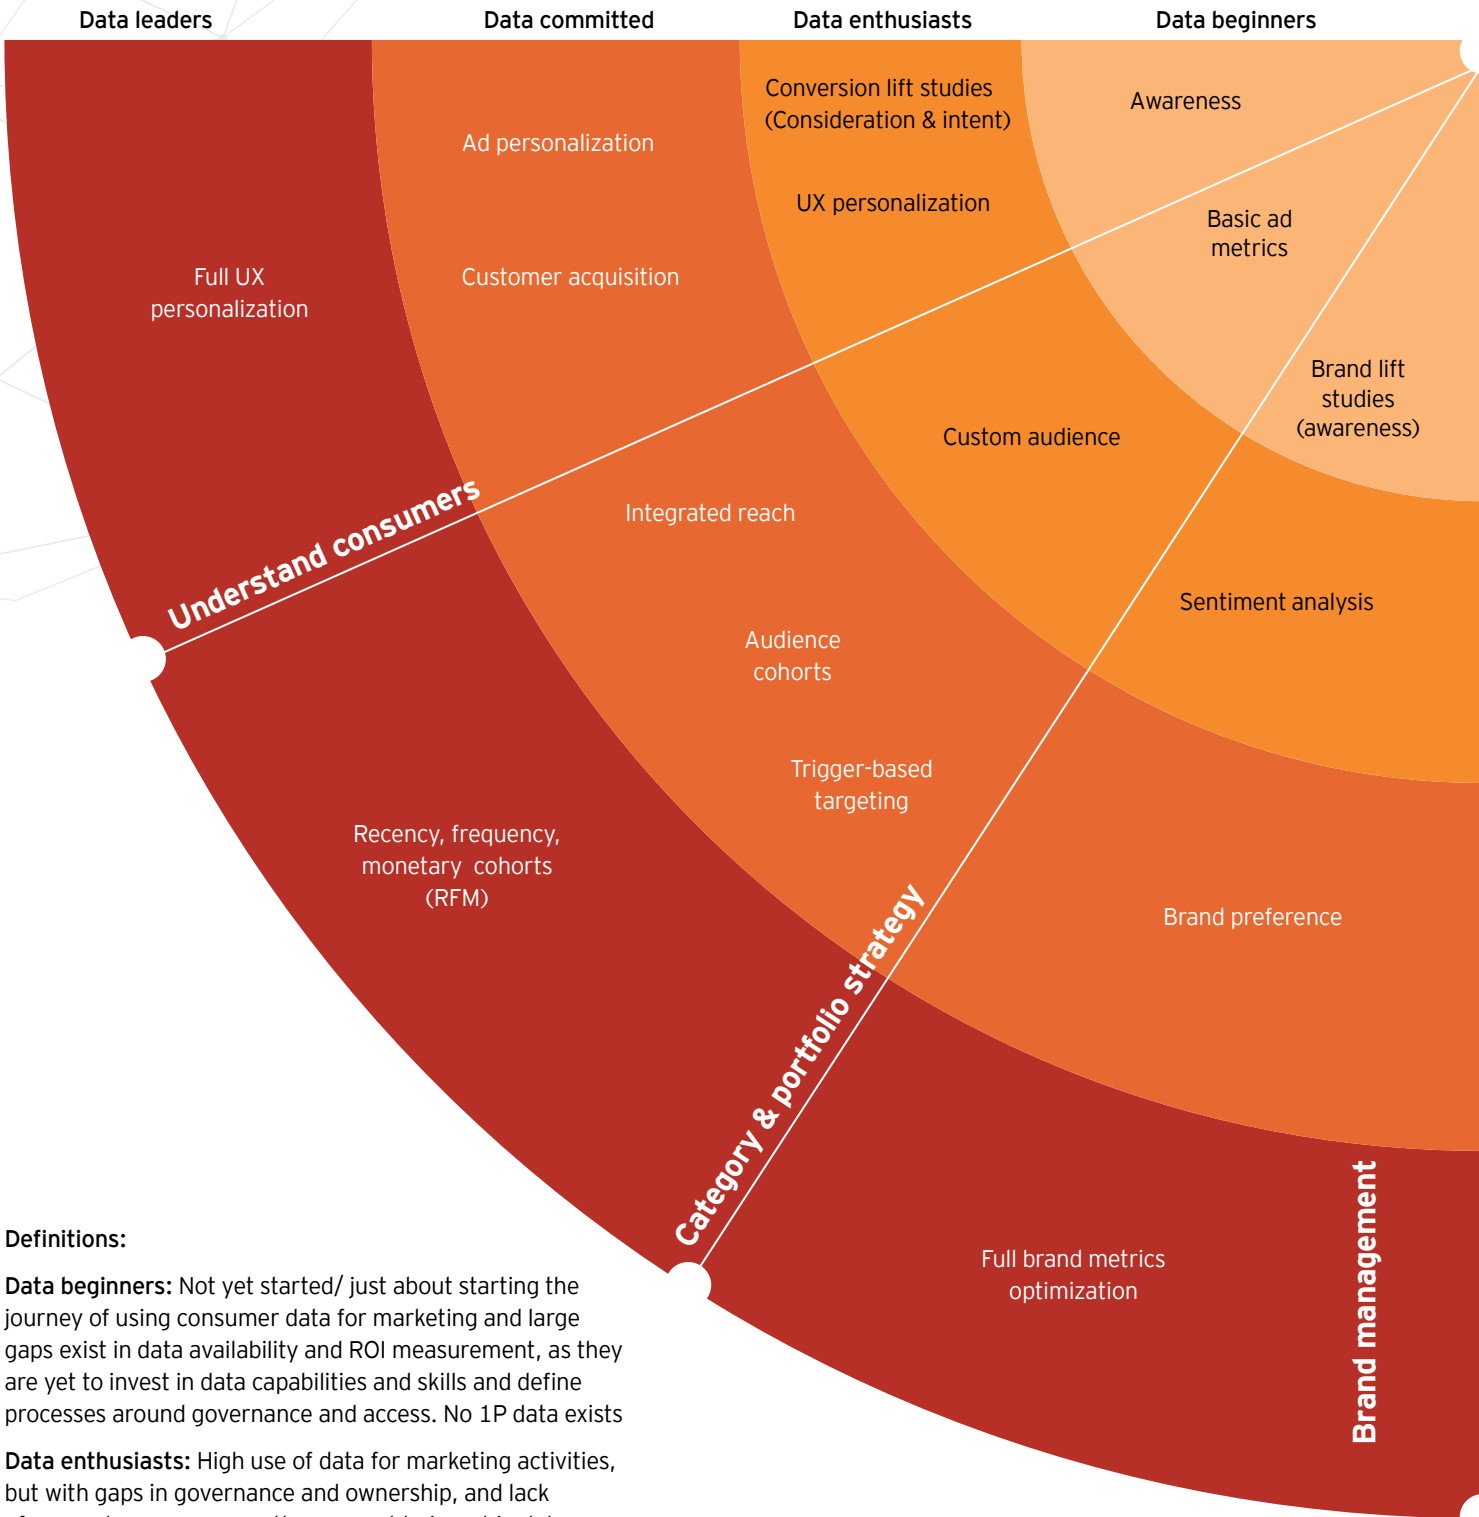 Data leaders
Data committed
Data enthusiasts
Data beginners
Full UX
personalization
Ad personalization
Customer acquisition
Conversion lift studies
(Consideration & intent)
UX personalization
Awareness
Understand consumers
Recency, frequency,
monetary cohorts
(RFM)
Integrated reach
Audience
cohorts
Trigger-based
targeting
Custom audience
Basic ad
metrics
Category & portfolio strategy
Full brand metrics
optimization
Brand preference
Sentiment analysis
Brand lift
studies
(awareness)
Brand management
Definitions:
Data beginners: Not yet started/ just about starting the
journey of using consumer data for marketing and large
gaps exist in data availability and ROI measurement, as they
are yet to invest in data capabilities and skills and define
processes around governance and access. No 1P data exists
Data enthusiasts: High use of data for marketing activities,
but with gaps in governance and ownership, and lack